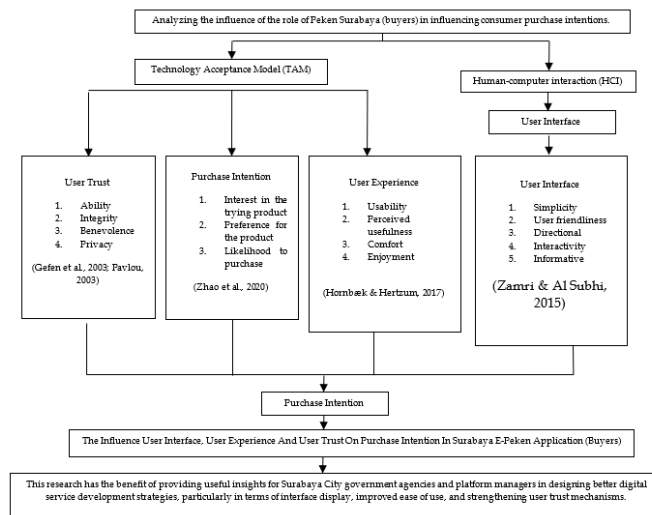 Analyzing the influence of the role of Peken Surabaya (buyers) in influencing consumer purchase intentions.
Technology Acceptance Model (TAM)
Human-computer interaction (HCI)
User Interface
User Trust
1. Ability
2. Integrity
3. Benevolence
4. Privacy
(Gefen et al., 2003; Pavlou,
2003)
Purchase Intention
1. Interest in the
trying product
2. Preference for
the product
3. Likelihood to
purchase
(Zhao et al., 2020)
User Experience
1. Usability
2. Perceived
usefulness
3. Comfort
4. Enjoyment
(Hornbæk & Hertzum, 2017)
User Interface
1. Simplicity
2. User friendliness
3. Directional
4. Interactivity
5. Informative
(Zamri & Al Subhi,
2015)
Purchase Intention
The Influence User Interface, User Experience And User Trust On Purchase Intention In Surabaya E-Peken Application (Buyers)
This research has the benefit of providing useful insights for Surabaya City government agencies and platform managers in designing better digital
service development strategies, particularly in terms of interface display, improved ease of use, and strengthening user trust mechanisms.